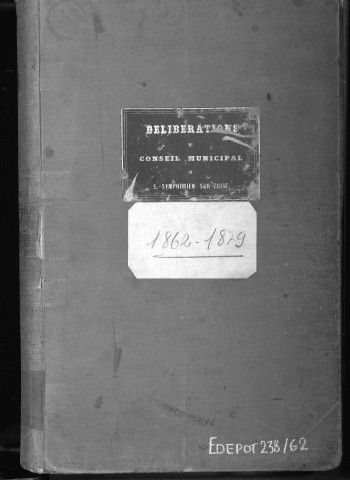 DELIBERATIONS
DU
CONSEIL MUNICIPAL
DE
S.-SYMPHORIEN SUR COISE
1862-1879
EDEPOT 238/62